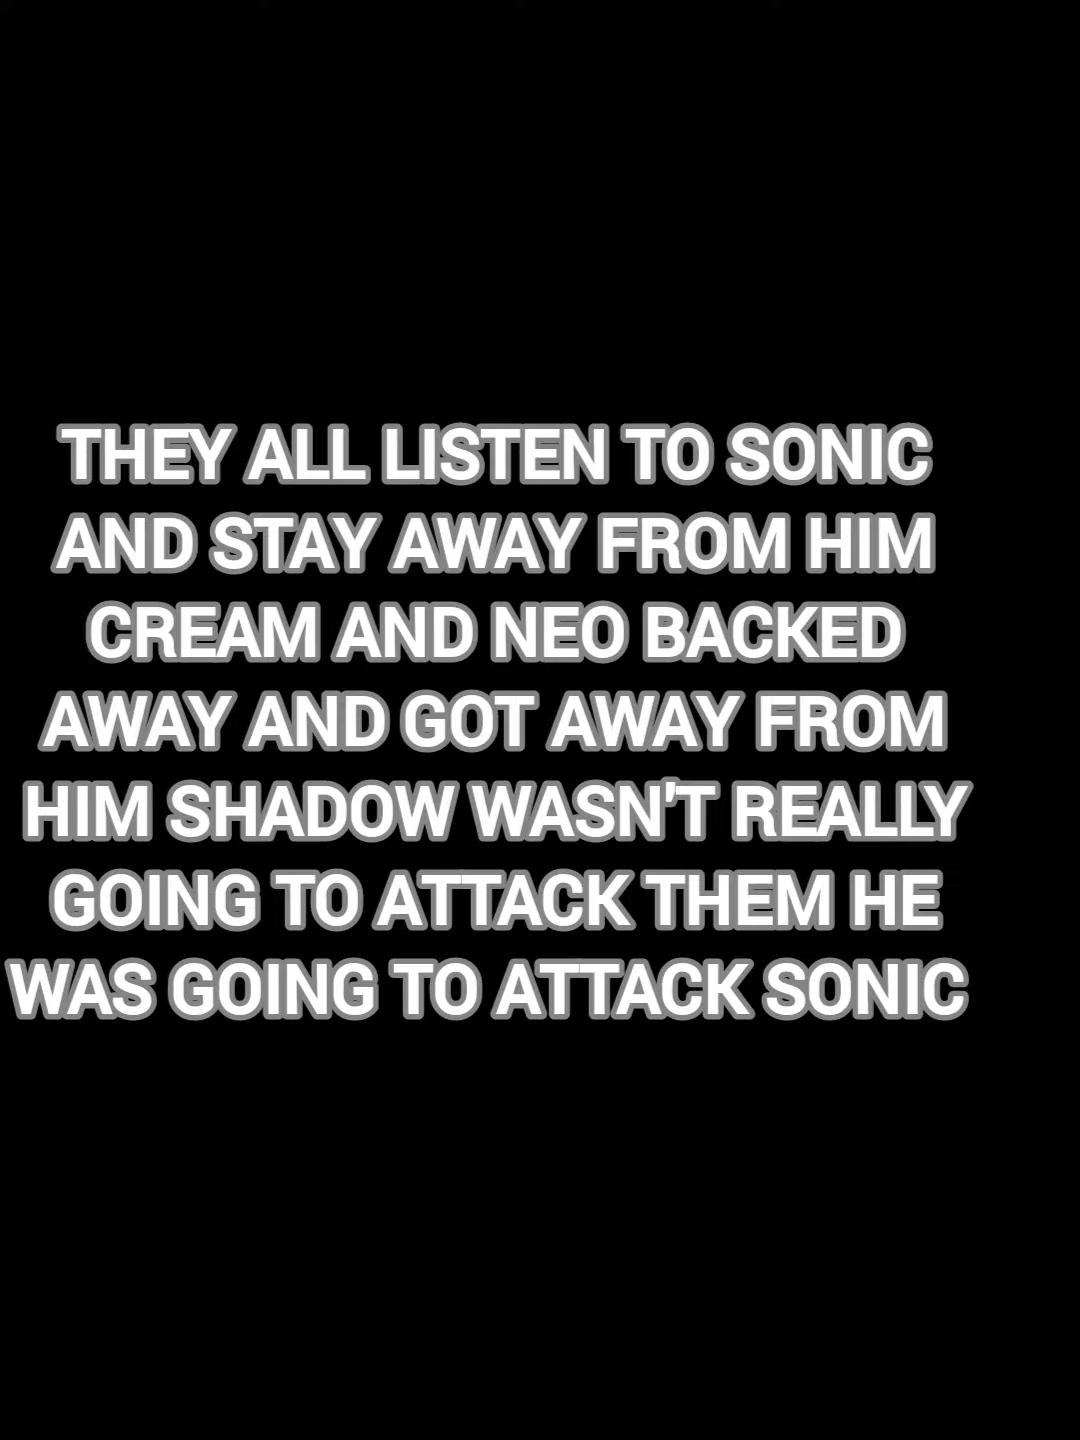 THEY ALL LISTEN TO SONIC
AND STAY AWAY FROM HIM
CREAM AND NEO BACKED
AWAY AND GOT AWAY FROM
HIM SHADOW WASN'T REALLY
GOING TO ATTACK THEM HE
WAS GOING TO ATTACK SONIC